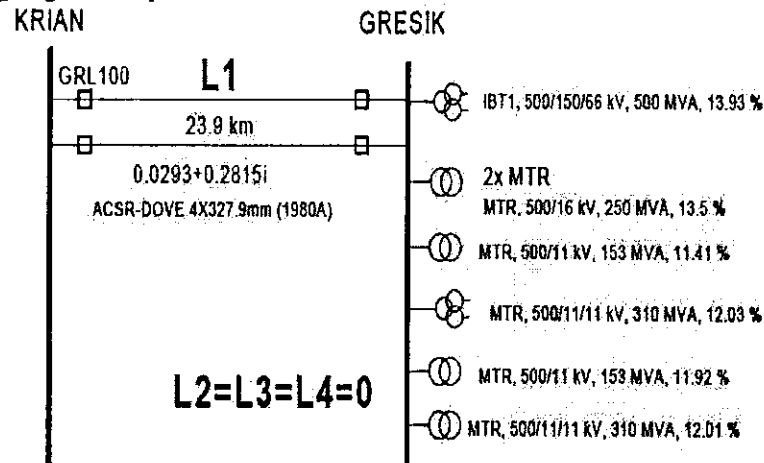 KRIAN
GRESIK
GRL100
L1
IBT1, 500/150/66 kV, 500 MVA, 13.93 %
23.9 km
0.0293+0.2815i
ACSR-DOVE 4X327.9mm (1980A)
2x MTR
MTR, 500/16 kV, 250 MVA, 13.5 %
MTR, 500/11 kV, 153 MVA, 11.41 %
MTR, 500/11/11 kV, 310 MVA, 12.03 %
L2=L3=L4=0
MTR, 500/11 kV, 153 MVA, 11.92 %
MTR, 500/11/11 kV, 310 MVA, 12.01 %